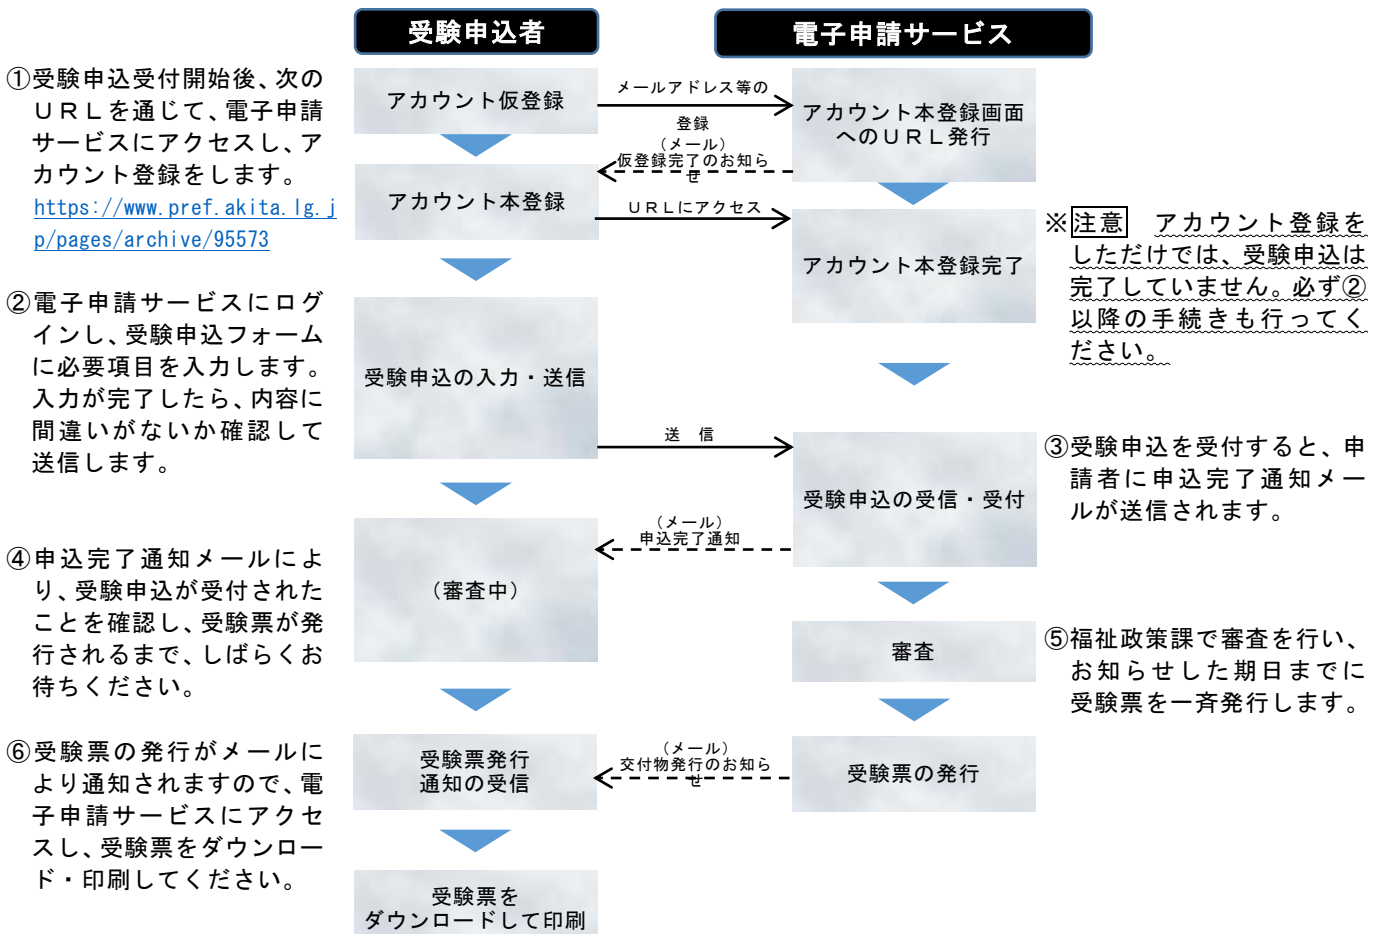 受験申込者
電子申請サービス
①受験申込受付開始後、次の
ＵＲＬを通じて、電子申請
サービスにアクセスし、ア
カウント登録をします。
https://www.pref.akita.lg.j
p/pages/archive/95573
②電子申請サービスにログ
インし、受験申込フォーム
に必要項目を入力します。
入力が完了したら、内容に
間違いがないか確認して
送信します。
④申込完了通知メールによ
り、受験申込が受付された
ことを確認し、受験票が発
行されるまで、しばらくお
待ちください。
⑥受験票の発行がメールに
より通知されますので、電
子申請サービスにアクセ
スし、受験票をダウンロー
ド・印刷してください。
アカウント仮登録
アカウント本登録
受験申込の入力・送信
（審査中）
受験票発行
通知の受信
受験票を
ダウンロードして印刷
メールアドレス等の
登録
（メール）
仮登録完了のお知ら
せ
ＵＲＬにアクセス
送　信
（メール）
申込完了通知
（メール）
交付物発行のお知ら
せ
アカウント本登録画面
へのＵＲＬ発行
アカウント本登録完了
受験申込の受信・受付
審査
受験票の発行
※注意　アカウント登録を
しただけでは、受験申込は
完了していません。必ず②
以降の手続きも行ってく
ださい。
③受験申込を受付すると、申
請者に申込完了通知メー
ルが送信されます。
⑤福祉政策課で審査を行い、
お知らせした期日までに
受験票を一斉発行します。